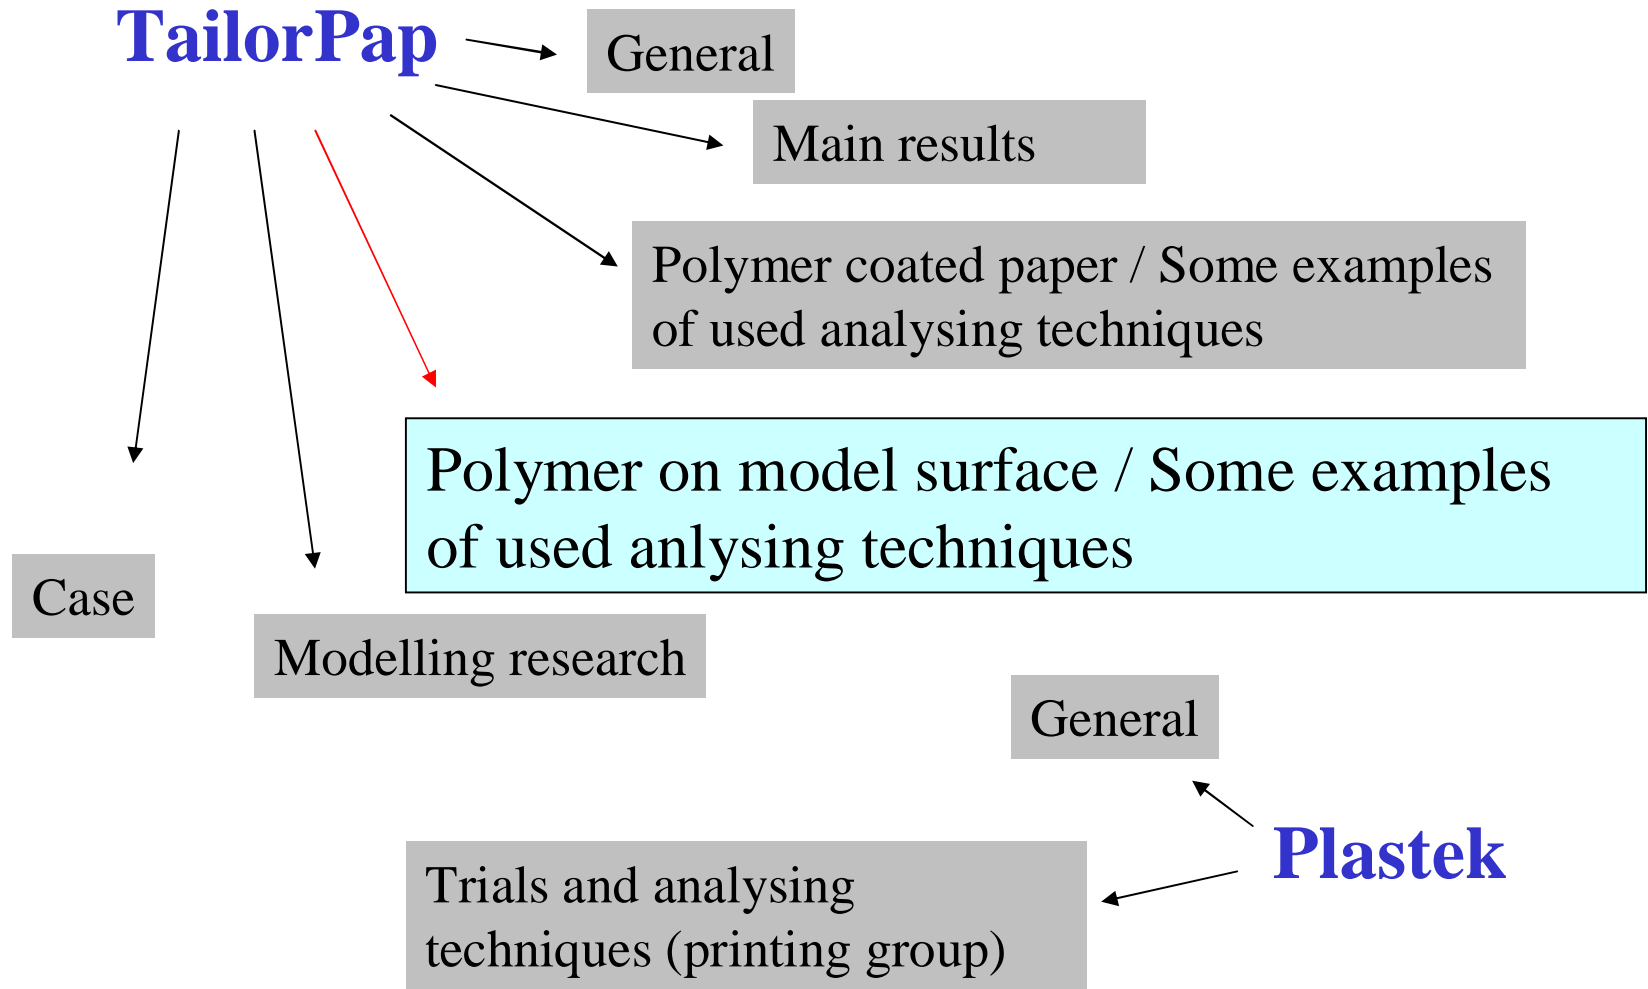 TailorPap
General
Main results
Polymer coated paper / Some examples
of used analysing techniques
Polymer on model surface / Some examples
of used anlysing techniques
Case
Modelling research
General
Plastek
Trials and analysing
techniques (printing group)